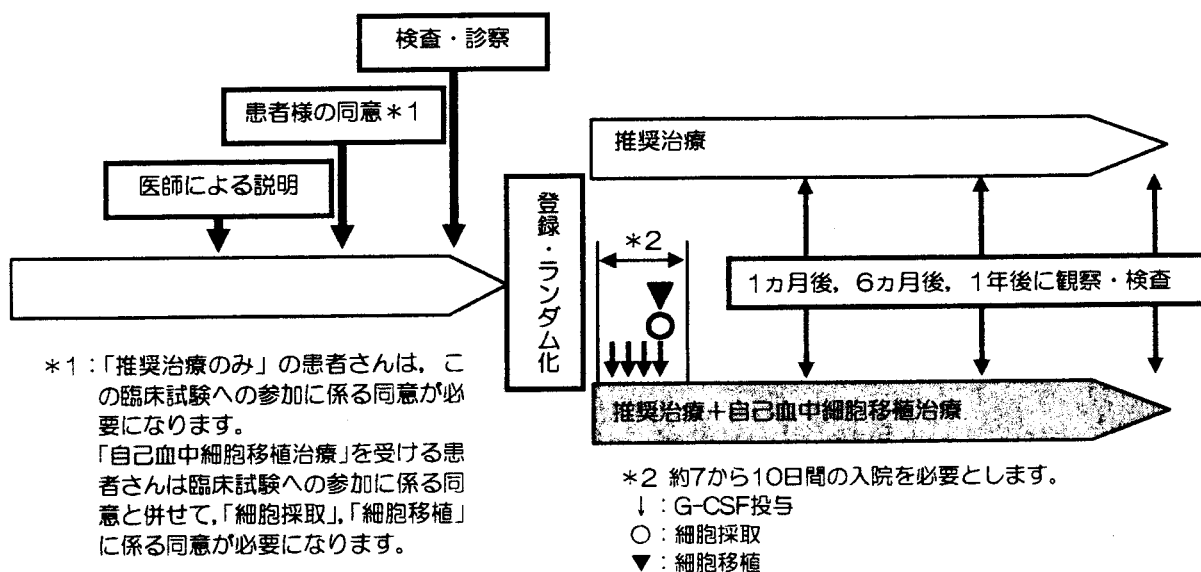 検査・診察
患者様の同意＊1
医師による説明
登録・ランダム化
推奨治療
＊2
1ヵ月後，6ヵ月後，1年後に観察・検査
推奨治療＋自己血中細胞移植治療
＊1：「推奨治療のみ」の患者さんは，こ
の臨床試験への参加に係る同意が必
要になります。
「自己血中細胞移植治療」を受ける患
者さんは臨床試験への参加に係る同
意と併せて，「細胞採取」，「細胞移植」
に係る同意が必要になります。
＊2 約7から10日間の入院を必要とします。
↓：G-CSF投与
○：細胞採取
▼：細胞移植